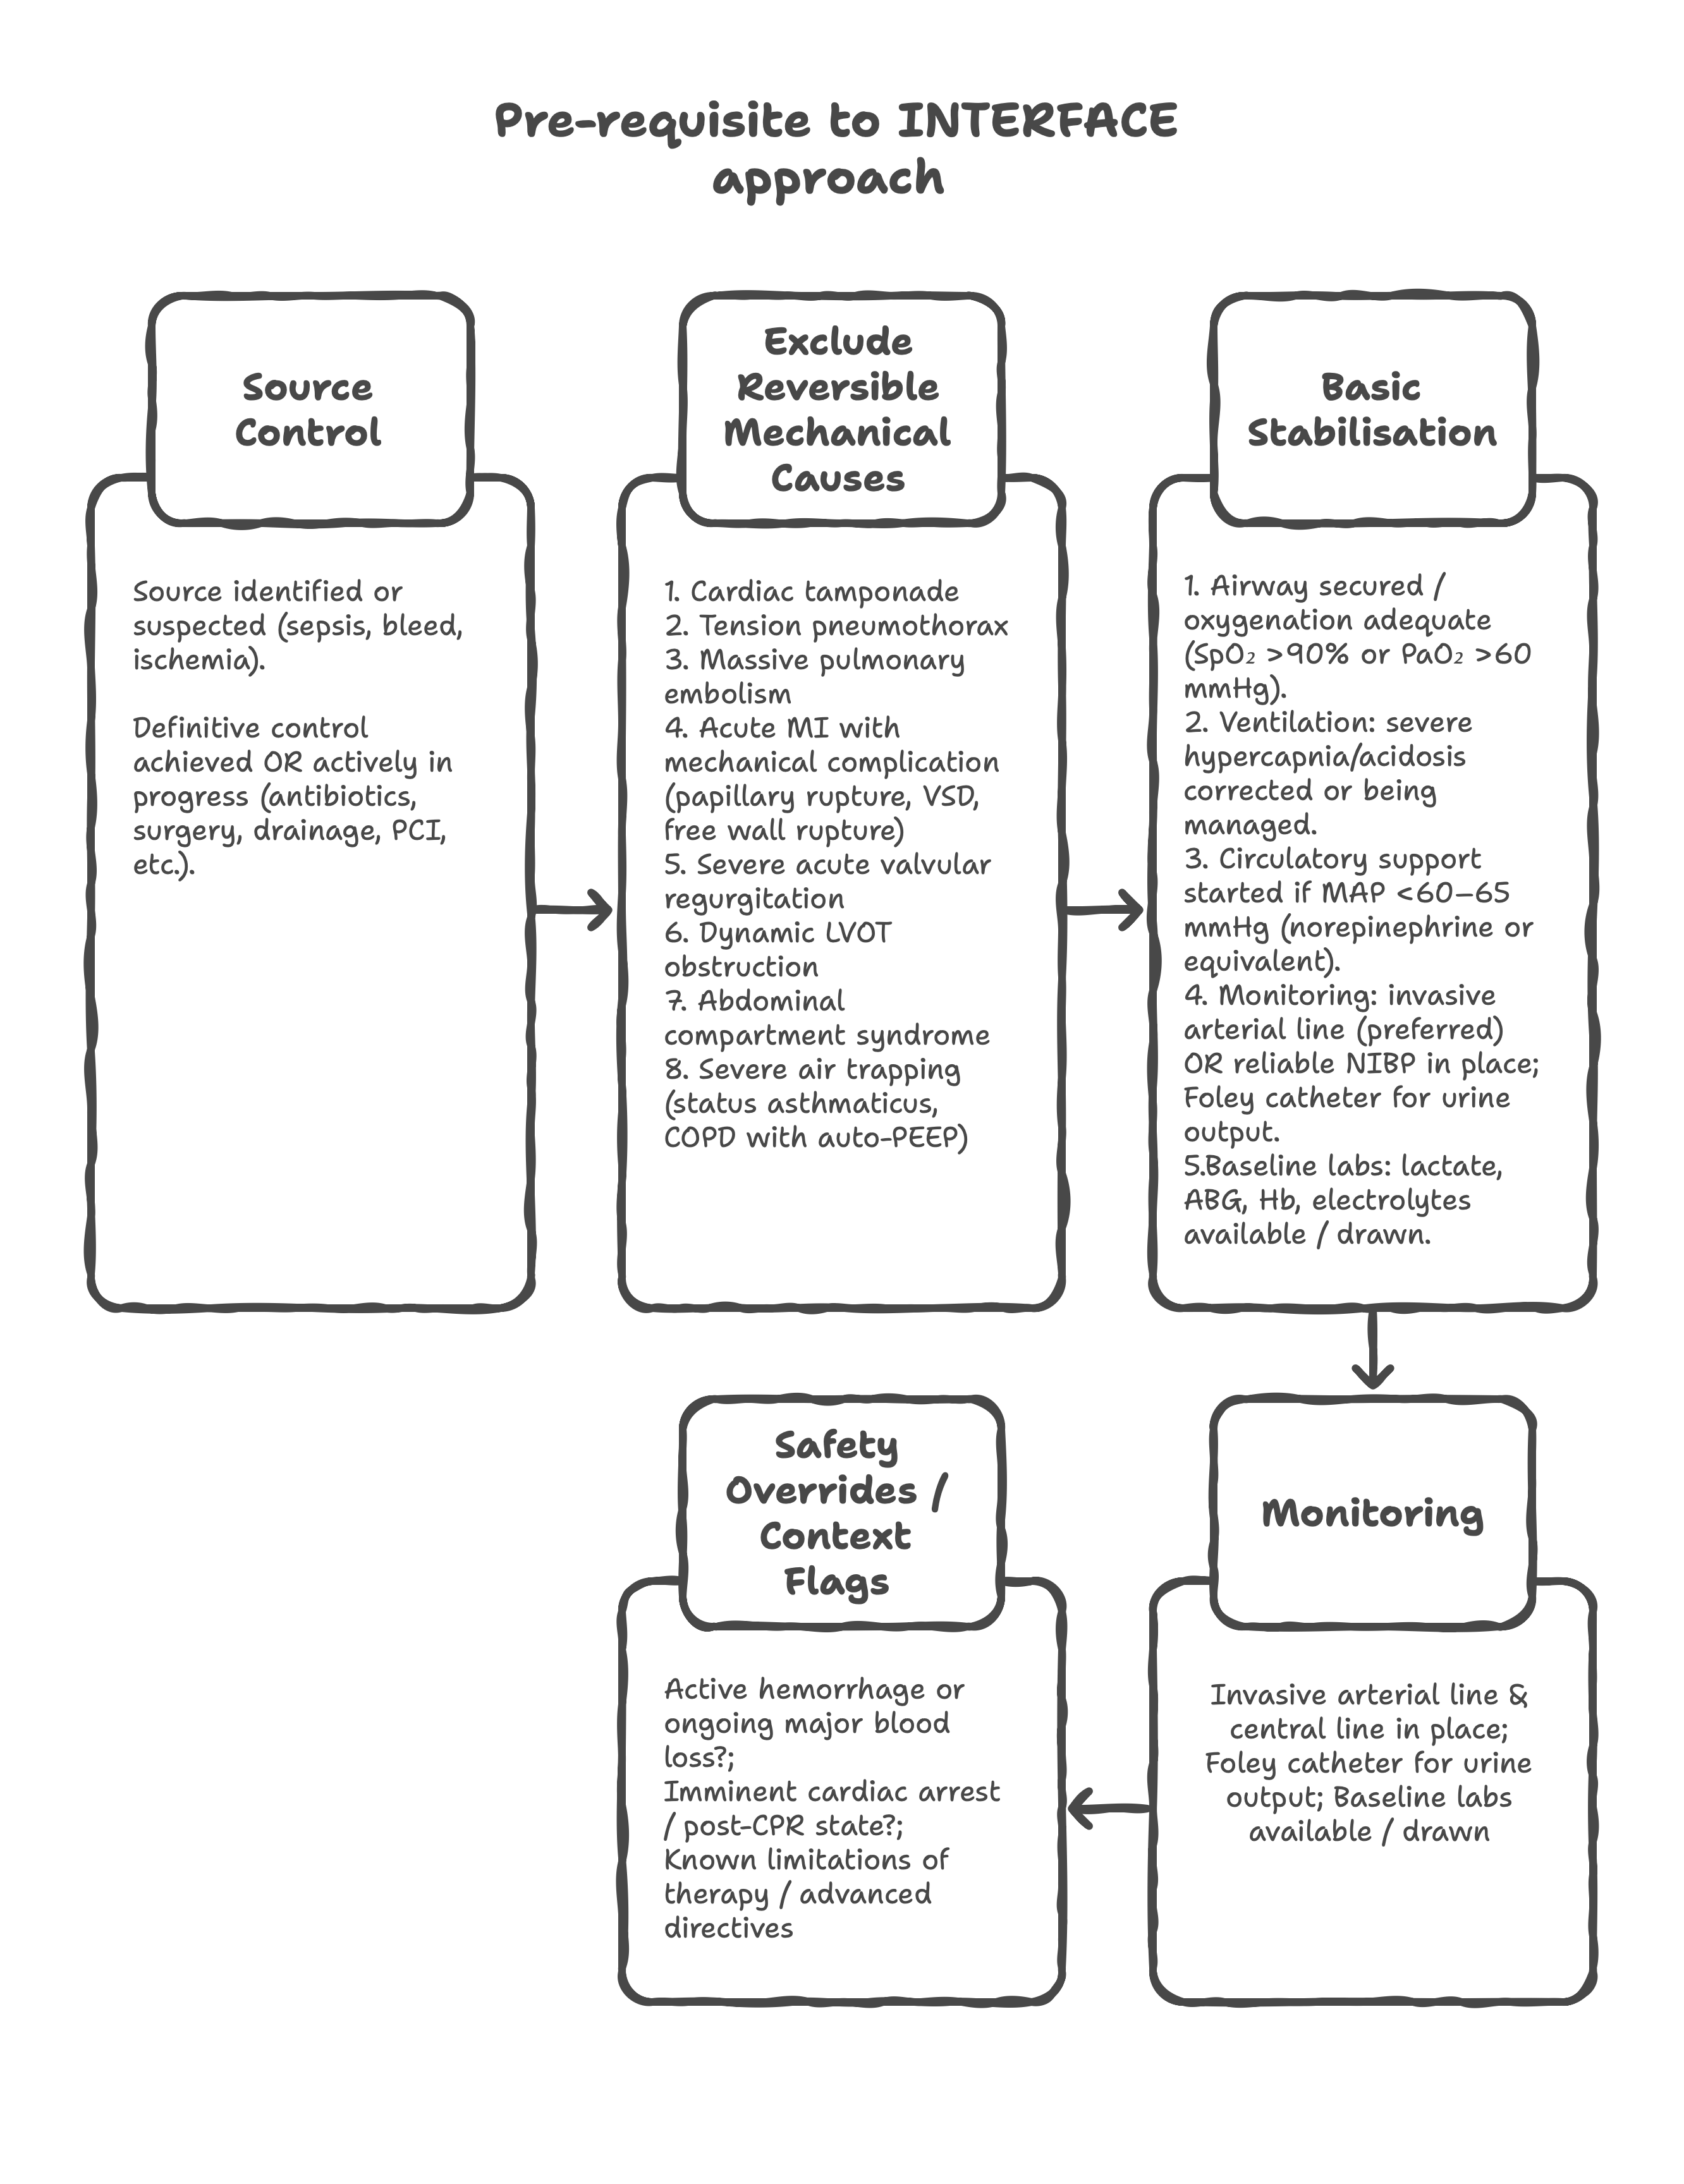 Pre-requisite to INTERFACE
approach
Source
Control
Source identified or
suspected (sepsis, bleed,
ischemia).
Definitive control
achieved OR actively in
progress (antibiotics,
surgery, drainage, PCI,
etc.).
Exclude
Reversible
Mechanical
Causes
1. Cardiac tamponade
2. Tension pneumothorax
3. Massive pulmonary
embolism
4. Acute MI with
mechanical complication
(papillary rupture, VSD,
free wall rupture)
5. Severe acute valvular
regurgitation
6. Dynamic LVOT
obstruction
7. Abdominal
compartment syndrome
8. Severe air trapping
(status asthmaticus,
COPD with auto-PEEP)
Basic
Stabilisation
1. Airway secured /
oxygenation adequate
(SpO₂ >90% or PaO₂ >60
mmHg).
2. Ventilation: severe
hypercapnia/acidosis
corrected or being
managed.
3. Circulatory support
started if MAP <60–65
mmHg (norepinephrine or
equivalent).
4. Monitoring: invasive
arterial line (preferred)
OR reliable NIBP in place;
Foley catheter for urine
output.
5.Baseline labs: lactate,
ABG, Hb, electrolytes
available / drawn.
Monitoring
Invasive arterial line &
central line in place;
Foley catheter for urine
output; Baseline labs
available / drawn
Safety
Overrides /
Context
Flags
Active hemorrhage or
ongoing major blood
loss?;
Imminent cardiac arrest
/ post-CPR state?;
Known limitations of
therapy / advanced
directives